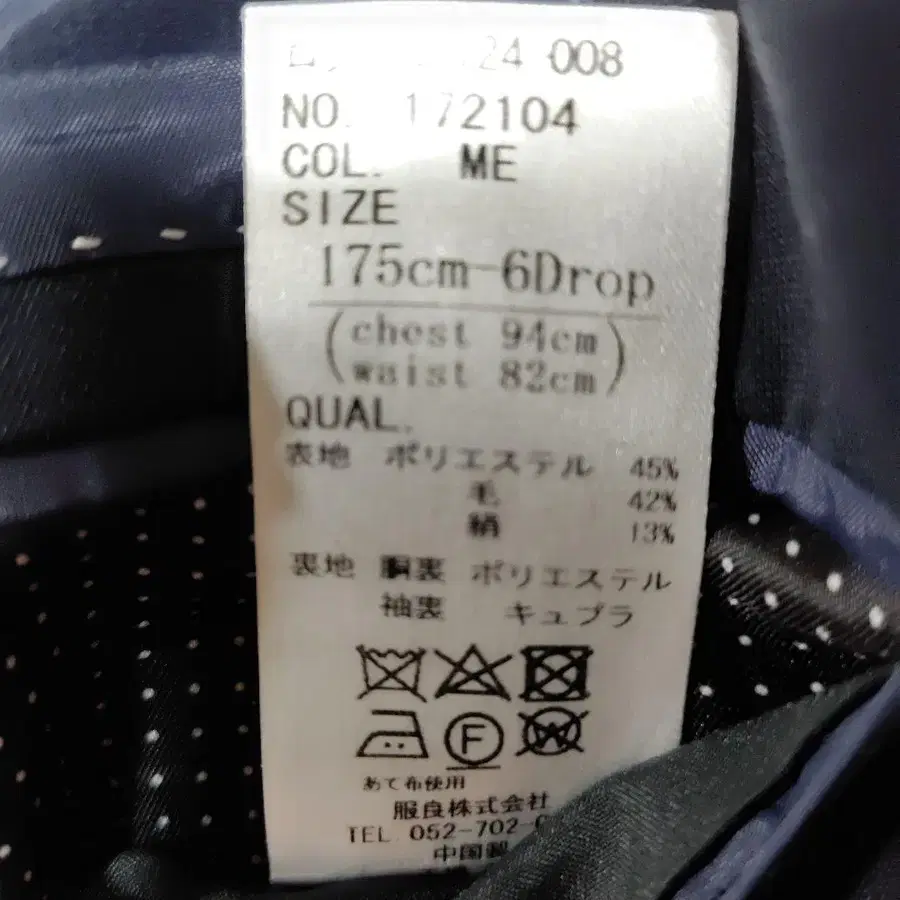 24 008
NO. 172104
COL. ME
SIZE
175cm-6Drop
(chest 94cm
waist 82cm)
QUAL.
表地 ポリエステル 45%
毛 42%
絹 13%
裏地 胴裏 ポリエステル
袖裏 キュプラ
F W
あて布使用
服良株式会社
TEL. 052-702-
中国製